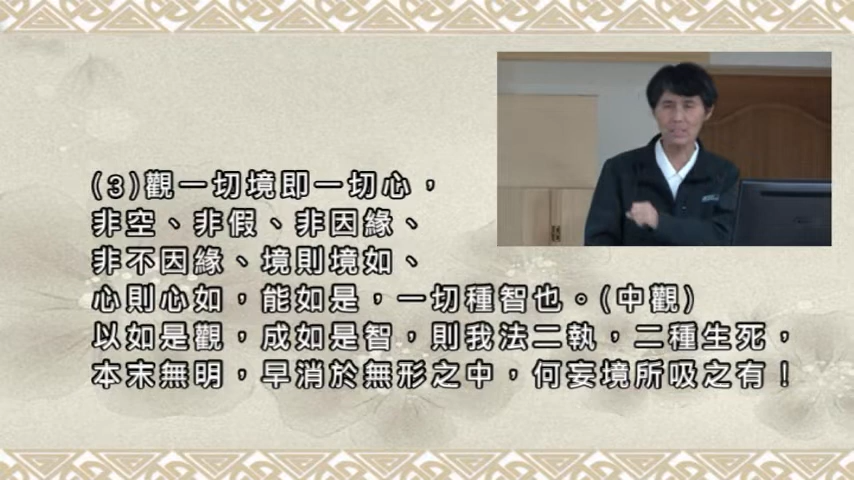 (3)觀一切境即一切心，
非空、非假、非因緣、
非不因緣、境則境如、
心則心如，能如是，一切種智也。(中觀)
以如是觀，成如是智，則我法二執，二種生死，
本末無明，早消於無形之中，何妄境所吸之有！